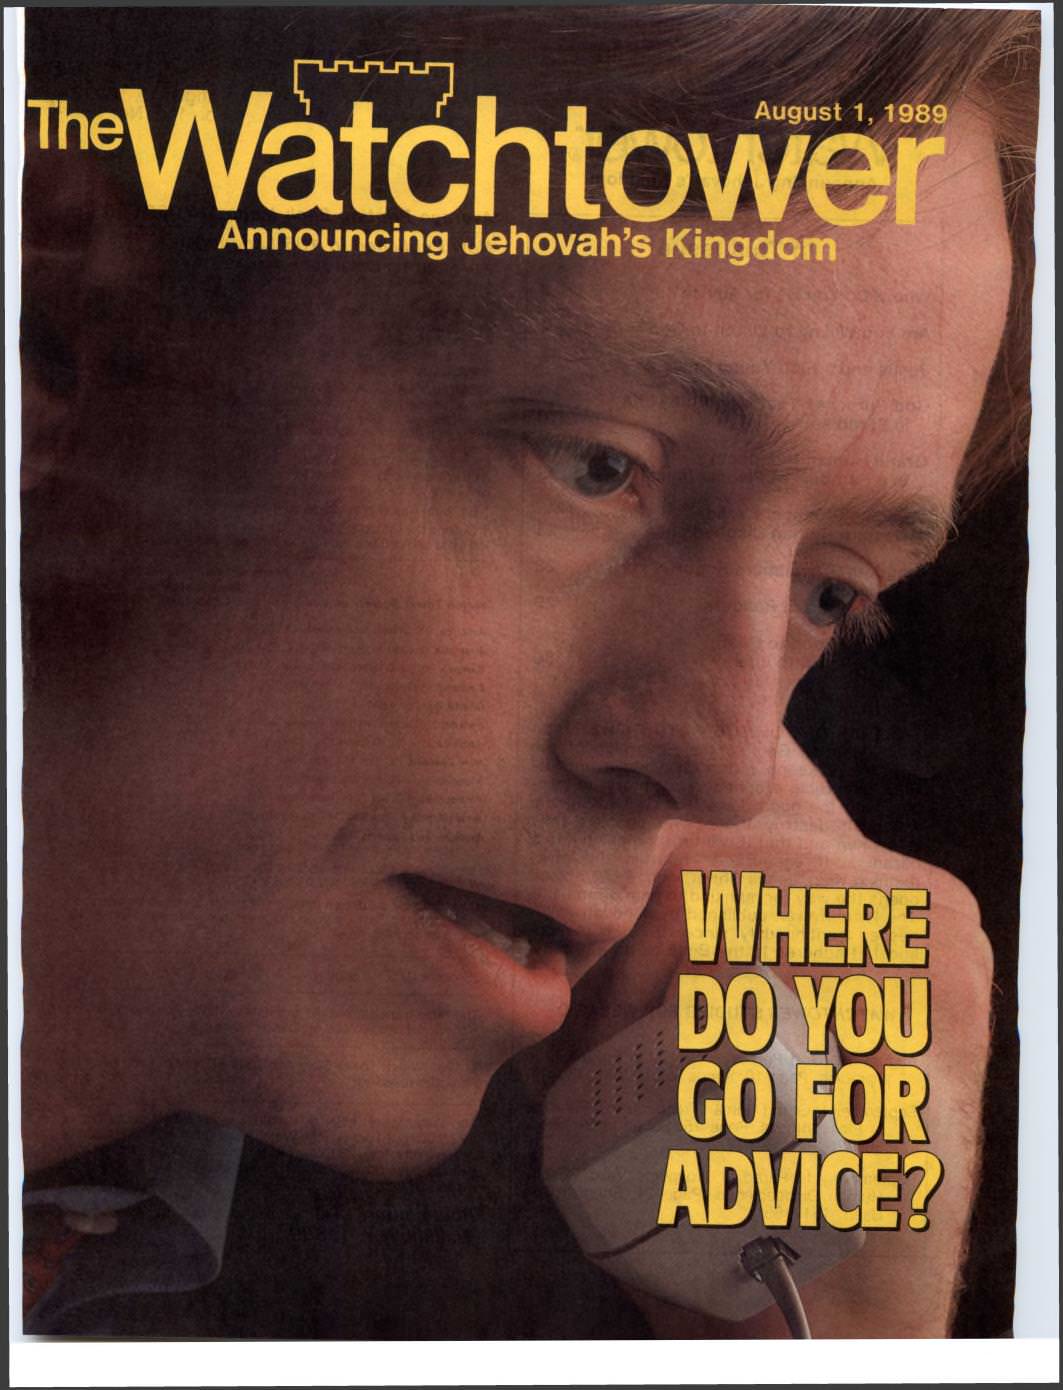 August 1, 1989
The Watchtower
Announcing Jehovah's Kingdom
WHERE
DO YOU
GO FOR
ADVICE?